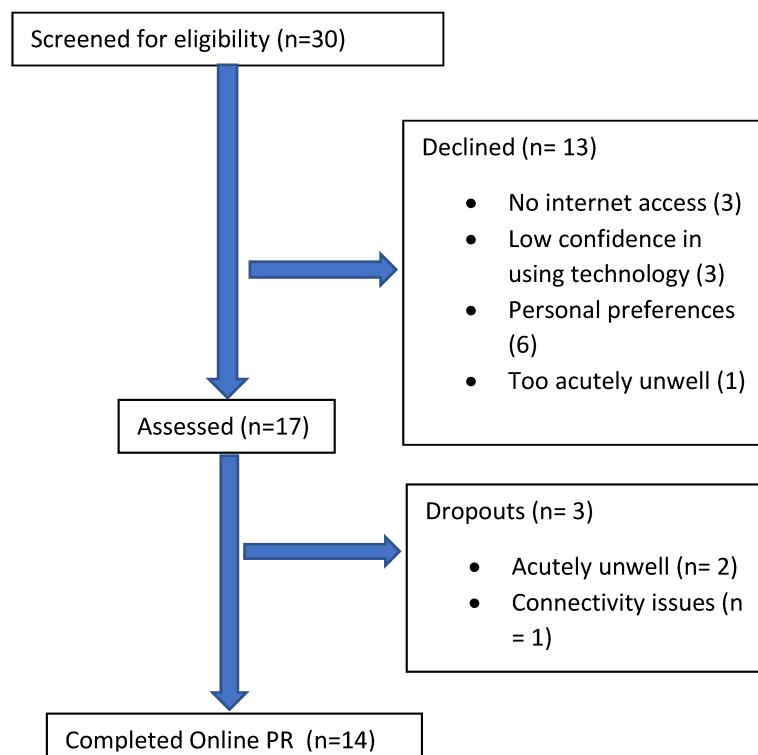 Screened for eligibility (n=30)
Declined (n= 13)
• No internet access (3)
• Low confidence in
using technology (3)
• Personal preferences
(6)
• Too acutely unwell (1)
Assessed (n=17)
Dropouts (n= 3)
• Acutely unwell (n= 2)
• Connectivity issues (n
= 1)
Completed Online PR (n=14)